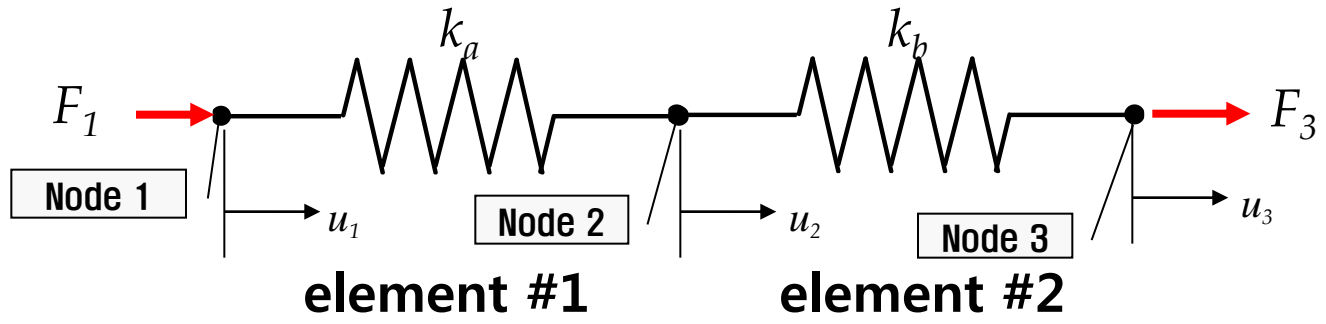 k_a
k_b
F_1
F_3
Node 1
u_1
Node 2
u_2
Node 3
u_3
element #1
element #2